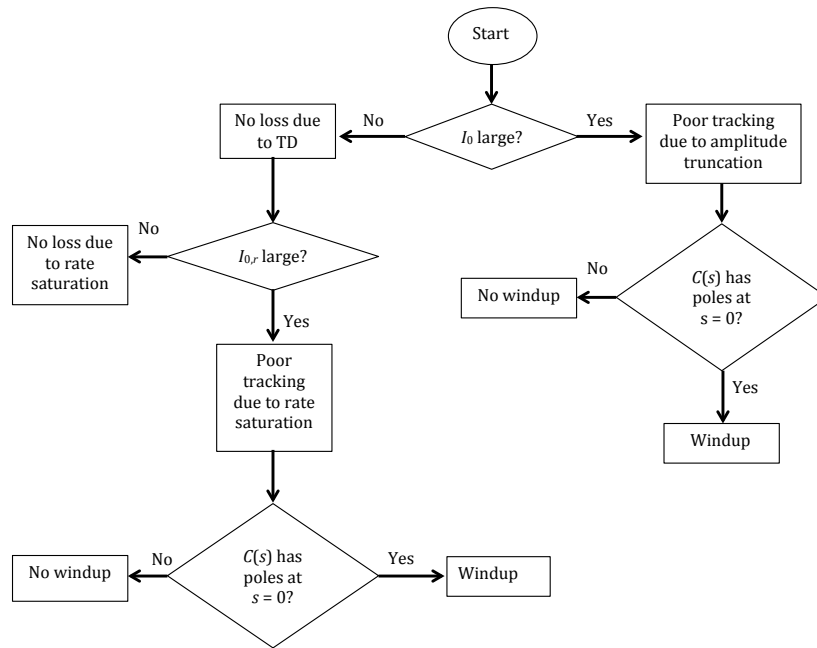 Start
No
Yes
I₀ large?
No loss due
to TD
Poor tracking
due to amplitude
truncation
No
No loss due
to rate
saturation
I₀,ᵣ large?
Yes
No
No windup
C(s) has
poles at
s = 0?
Yes
Windup
Poor
tracking
due to rate
saturation
No
No windup
C(s) has
poles at
s = 0?
Yes
Windup